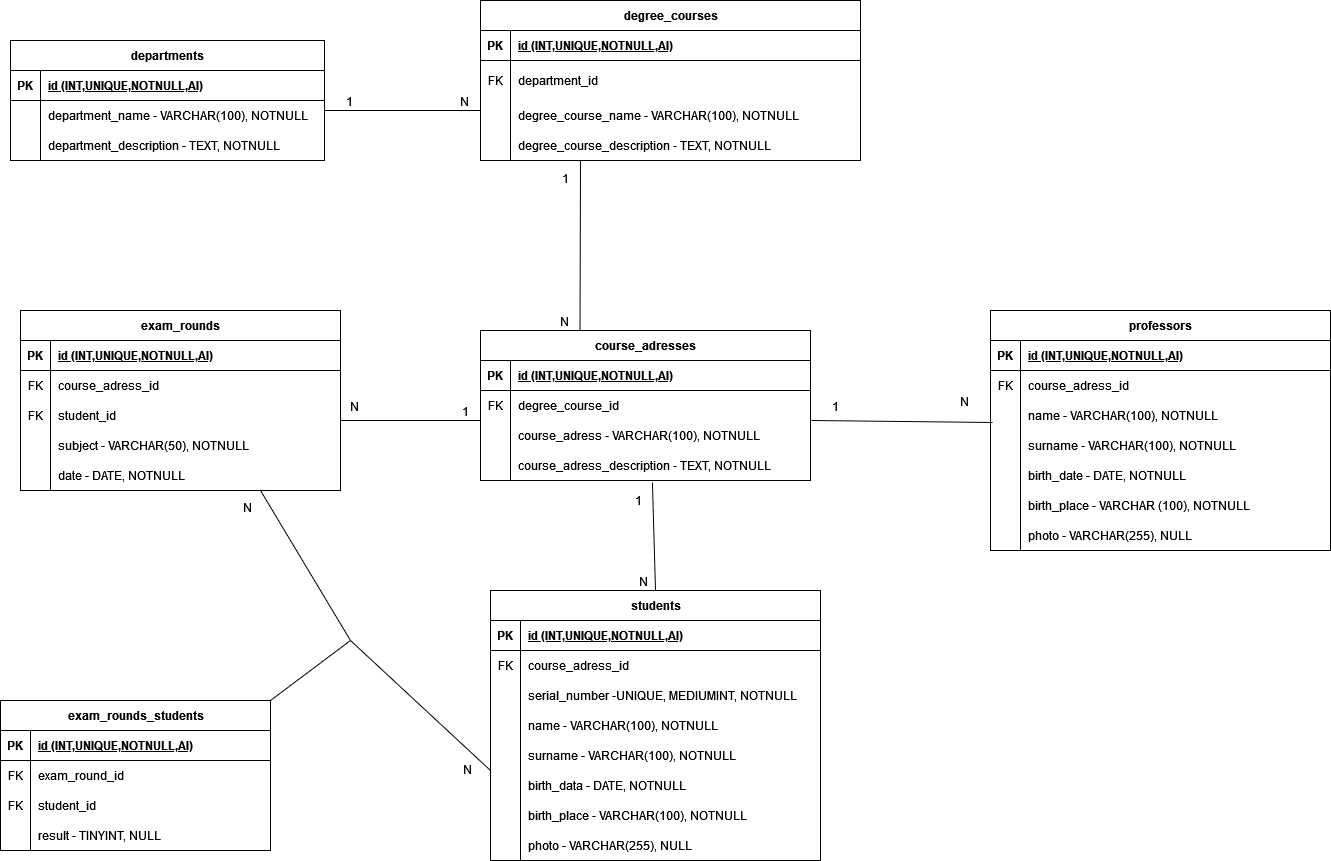 degree_courses
PK id (INT,UNIQUE,NOTNULL,AI)
FK department_id
degree_course_name - VARCHAR(100), NOTNULL
degree_course_description - TEXT, NOTNULL
departments
PK id (INT,UNIQUE,NOTNULL,AI)
department_name - VARCHAR(100), NOTNULL
department_description - TEXT, NOTNULL
1 N
1
N
exam_rounds
PK id (INT,UNIQUE,NOTNULL,AI)
FK course_adress_id
FK student_id
subject - VARCHAR(50), NOTNULL
date - DATE, NOTNULL
N 1
course_adresses
PK id (INT,UNIQUE,NOTNULL,AI)
FK degree_course_id
course_adress - VARCHAR(100), NOTNULL
course_adress_description - TEXT, NOTNULL
1 N
professors
PK id (INT,UNIQUE,NOTNULL,AI)
FK course_adress_id
name - VARCHAR(100), NOTNULL
surname - VARCHAR(100), NOTNULL
birth_date - DATE, NOTNULL
birth_place - VARCHAR (100), NOTNULL
photo - VARCHAR(255), NULL
N
1
N
students
PK id (INT,UNIQUE,NOTNULL,AI)
FK course_adress_id
serial_number -UNIQUE, MEDIUMINT, NOTNULL
name - VARCHAR(100), NOTNULL
surname - VARCHAR(100), NOTNULL
birth_data - DATE, NOTNULL
birth_place - VARCHAR(100), NOTNULL
photo - VARCHAR(255), NULL
N
exam_rounds_students
PK id (INT,UNIQUE,NOTNULL,AI)
FK exam_round_id
FK student_id
result - TINYINT, NULL